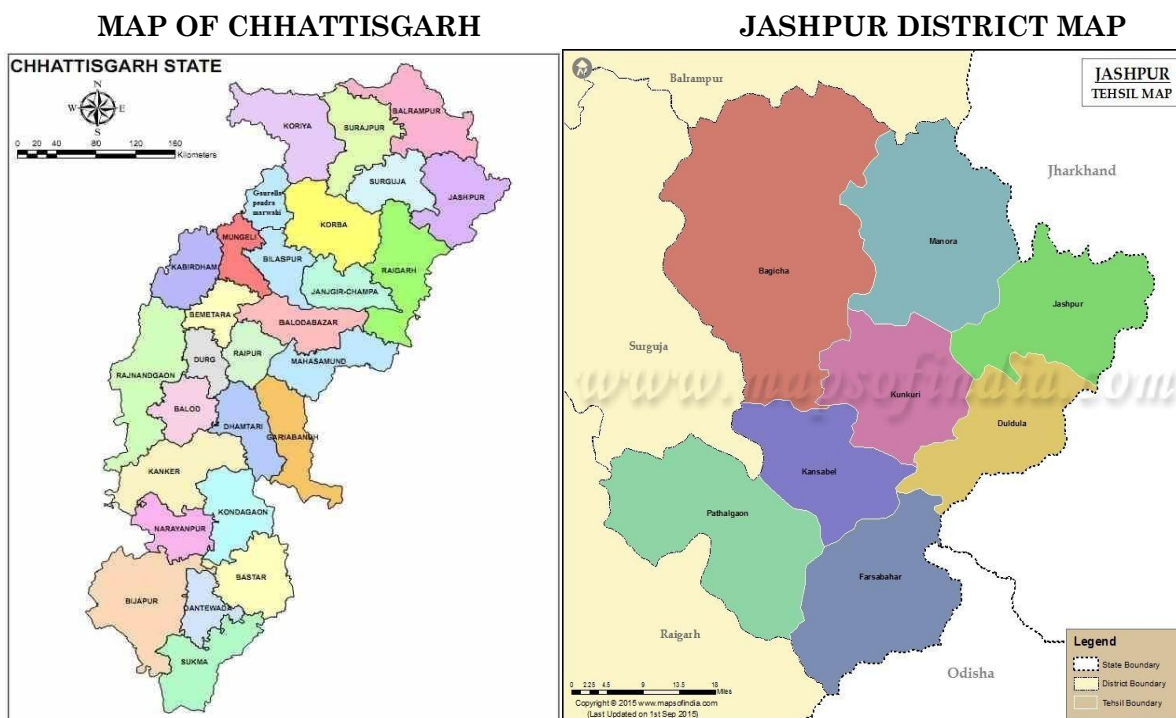 MAP OF CHHATTISGARH
CHHATTISGARH STATE
N
W E
S
0 20 40 80 120 160
Kilometers
KORIYA
SURAJPUR
BALRAMPUR
SURGUJA
JASHPUR
Gaurella
pendra
marwahi
KORBA
MUNGELI
BILASPUR
RAIGARH
KABIRDHAM
JANJGIR-CHAMPA
BEMETARA
BALODABAZAR
DURG
RAIPUR
MAHASAMUND
RAJNANDGAON
BALOD
DHAMTARI
GARIABANDH
KANKER
KONDAGAON
NARAYANPUR
BASTAR
BIJAPUR
DANTEWADA
SUKMA
JASHPUR DISTRICT MAP
N
Balrampur
JASHPUR
TEHSIL MAP
Jharkhand
Manora
Bagicha
Jashpur
Surguja
www.mapsofindia.com
Kunkuri
Duldula
Kansabel
Pathalgaon
Farsabahar
Raigarh
Odisha
Legend
State Boundary
District Boundary
Tehsil Boundary
0 2.25 4.5 9 13.5 18
Miles
Copyright © 2015 www.mapsofindia.com
(Last Updated on 1st Sep 2015)